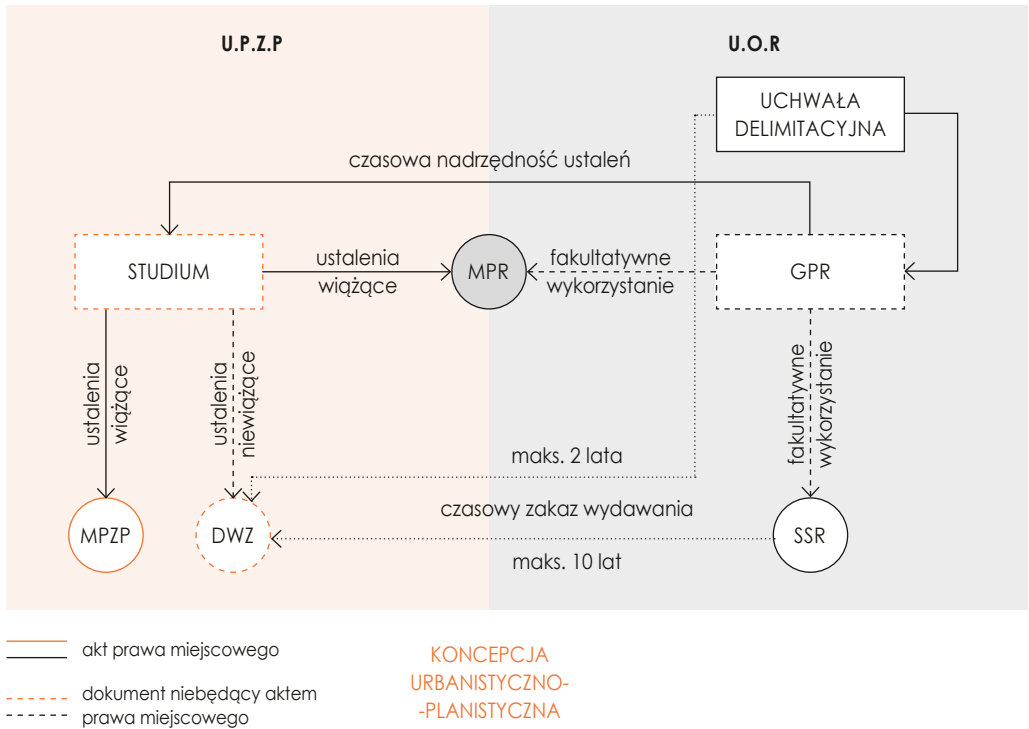 U.P.Z.P
U.O.R
UCHWAŁA
DELIMITACYJNA
czasowa nadrzędność ustaleń
STUDIUM
ustalenia
wiążące
MPR
fakultatywne
wykorzystanie
GPR
ustalenia
wiążące
ustalenia
niewiążące
fakultatywne
wykorzystanie
maks. 2 lata
czasowy zakaz wydawania
maks. 10 lat
MPZP
DWZ
SSR
akt prawa miejscowego
dokument niebędący aktem
prawa miejscowego
KONCEPCJA
URBANISTYCZNO-
-PLANISTYCZNA